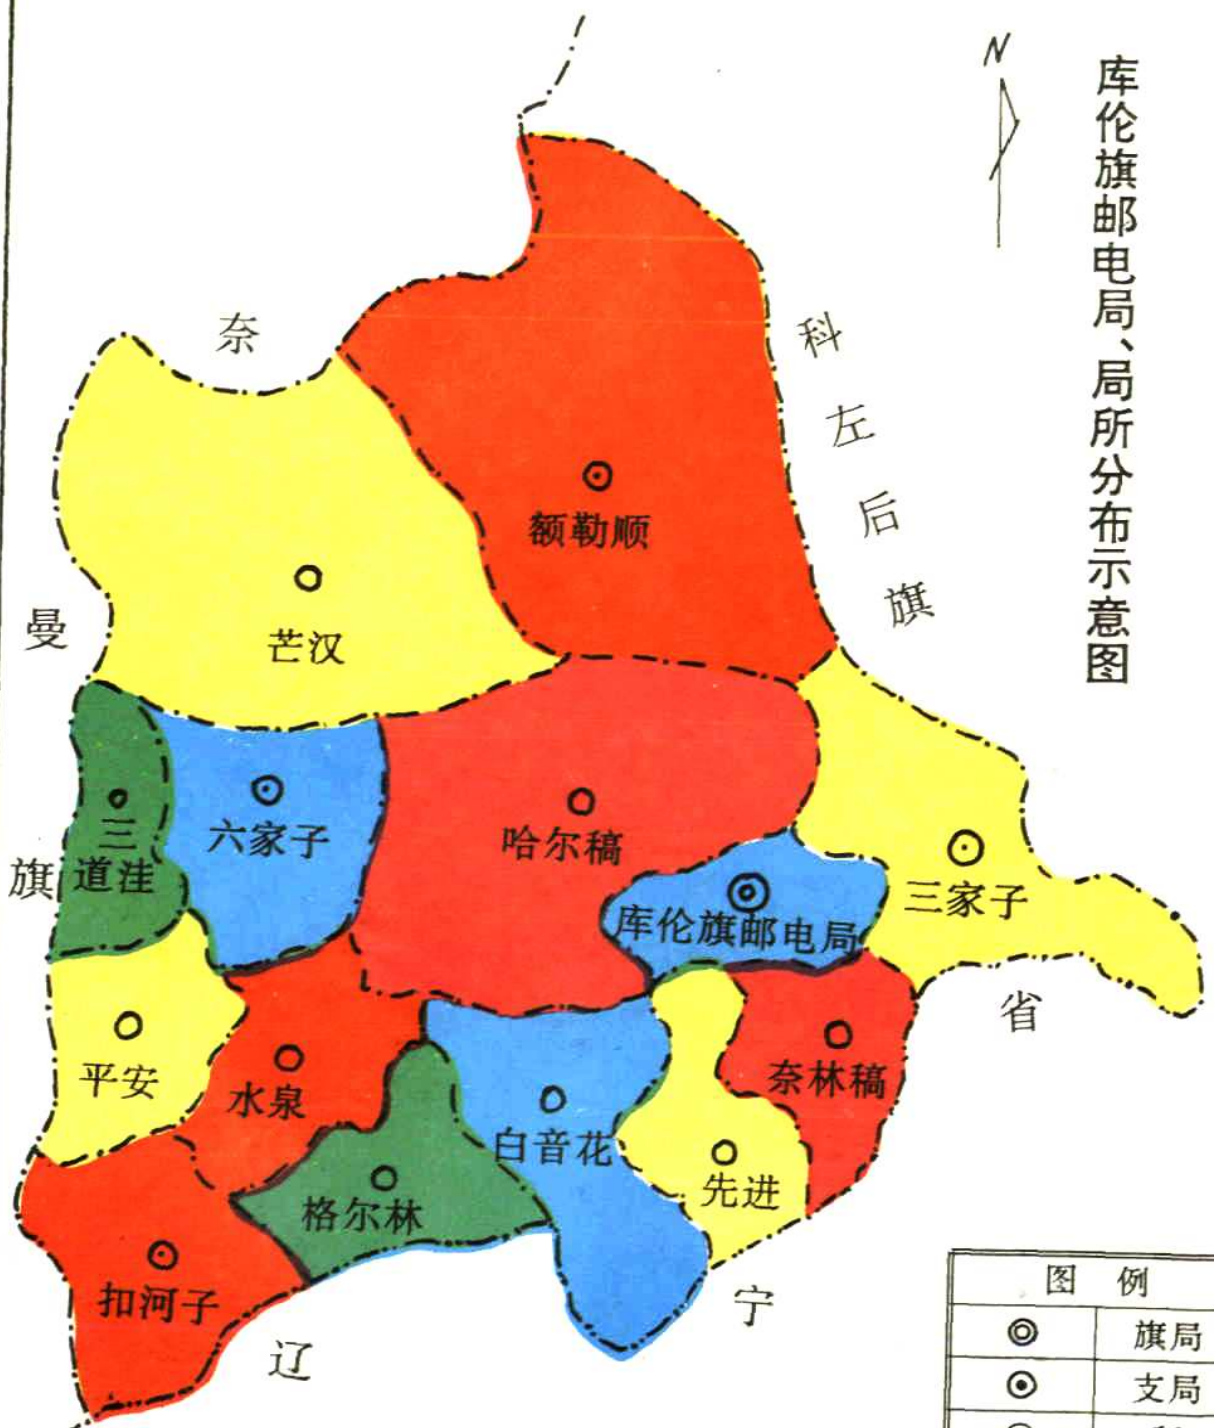 库伦旗邮电局、局所分布示意图
N
奈
曼
旗
科
左
后
旗
额勒顺
芒汉
三
道洼
六家子
哈尔稿
三家子
库伦旗邮电局
平安
水泉
奈林稿
白音花
先进
格尔林
扣河子
省
宁
辽
图 例
旗局
支局